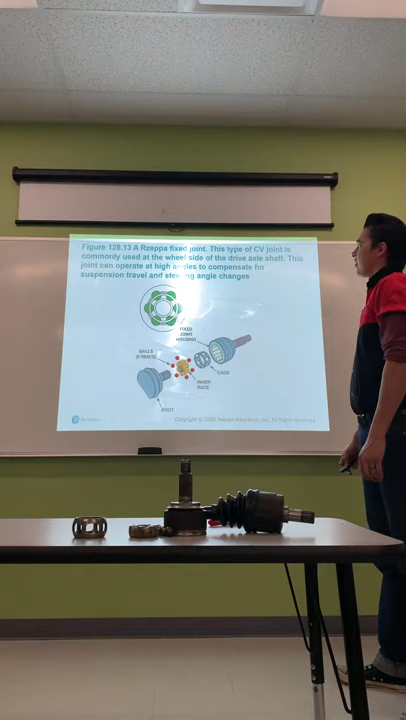 Figure 128.13 A Rzeppa fixed joint. This type of CV joint is
commonly used at the wheel side of the drive axle shaft. This
joint can operate at high angles to compensate for
suspension travel and steering angle changes
FIXED
JOINT
HOUSING
BALLS
CAGE
INNER
RACE
BOOT
Pearson
Copyright © 2020 Pearson Education, Inc. All Rights Reserved